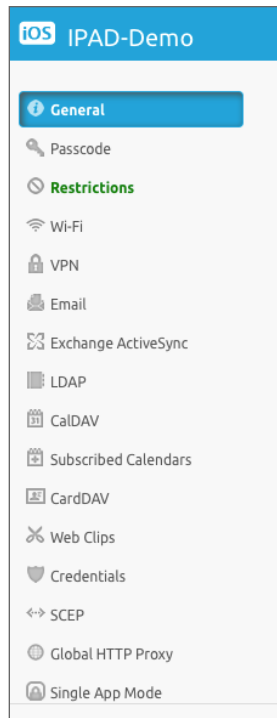 iOS IPAD-Demo
General
Passcode
Restrictions
Wi-Fi
VPN
Email
Exchange ActiveSync
LDAP
31 CalDAV
Subscribed Calendars
CardDAV
Web Clips
Credentials
SCEP
Global HTTP Proxy
Single App Mode